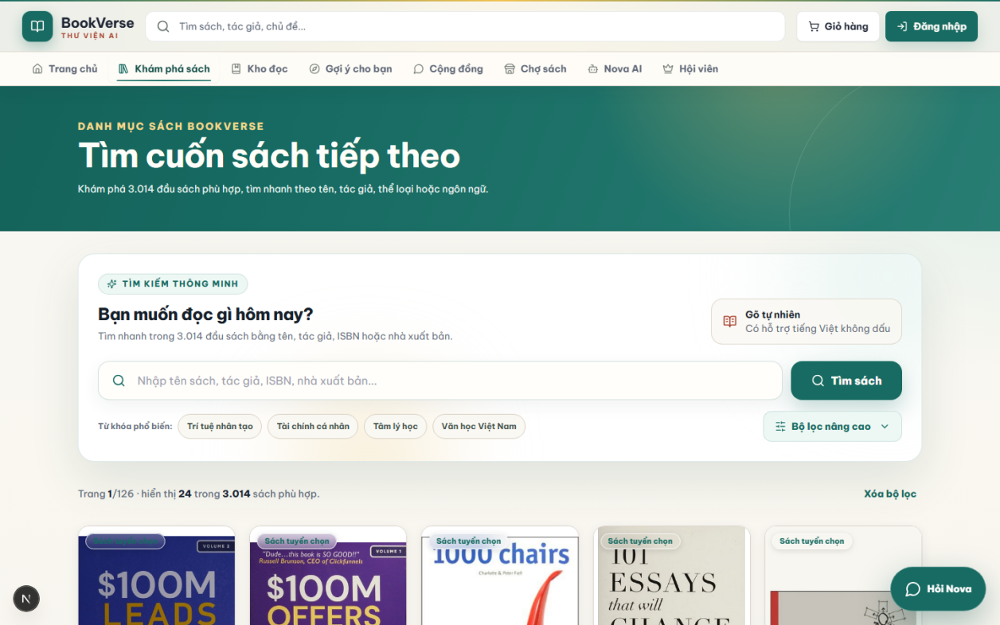 BookVerse
THƯ VIỆN AI
Tìm sách, tác giả, chủ đề...
Giỏ hàng
Đăng nhập
Trang chủ
Khám phá sách
Kho đọc
Gợi ý cho bạn
Cộng đồng
Chợ sách
Nova AI
Hội viên
DANH MỤC SÁCH BOOKVERSE
Tìm cuốn sách tiếp theo
Khám phá 3.014 đầu sách phù hợp, tìm nhanh theo tên, tác giả, thể loại hoặc ngôn ngữ.
TÌM KIẾM THÔNG MINH
Bạn muốn đọc gì hôm nay?
Tìm nhanh trong 3.014 đầu sách bằng tên, tác giả, ISBN hoặc nhà xuất bản.
Gõ tự nhiên
Có hỗ trợ tiếng Việt không dấu
Nhập tên sách, tác giả, ISBN, nhà xuất bản...
Tìm sách
Từ khóa phổ biến:
Trí tuệ nhân tạo
Tài chính cá nhân
Tâm lý học
Văn học Việt Nam
Bộ lọc nâng cao
Trang 1/126 · hiển thị 24 trong 3.014 sách phù hợp.
Xóa bộ lọc
Sách tuyển chọn
VOLUME 2
$100M
LEADS
Sách tuyển chọn
"Dude...this book is SO GOOD!!"
Russell Brunson, CEO of Clickfunnels
VOLUME 1
$100M
OFFERS
Sách tuyển chọn
1000 chairs
Charlotte & Peter Fiell
Sách tuyển chọn
101
ESSAYS
that will
CHANGE
Sách tuyển chọn
Hỏi Nova
N